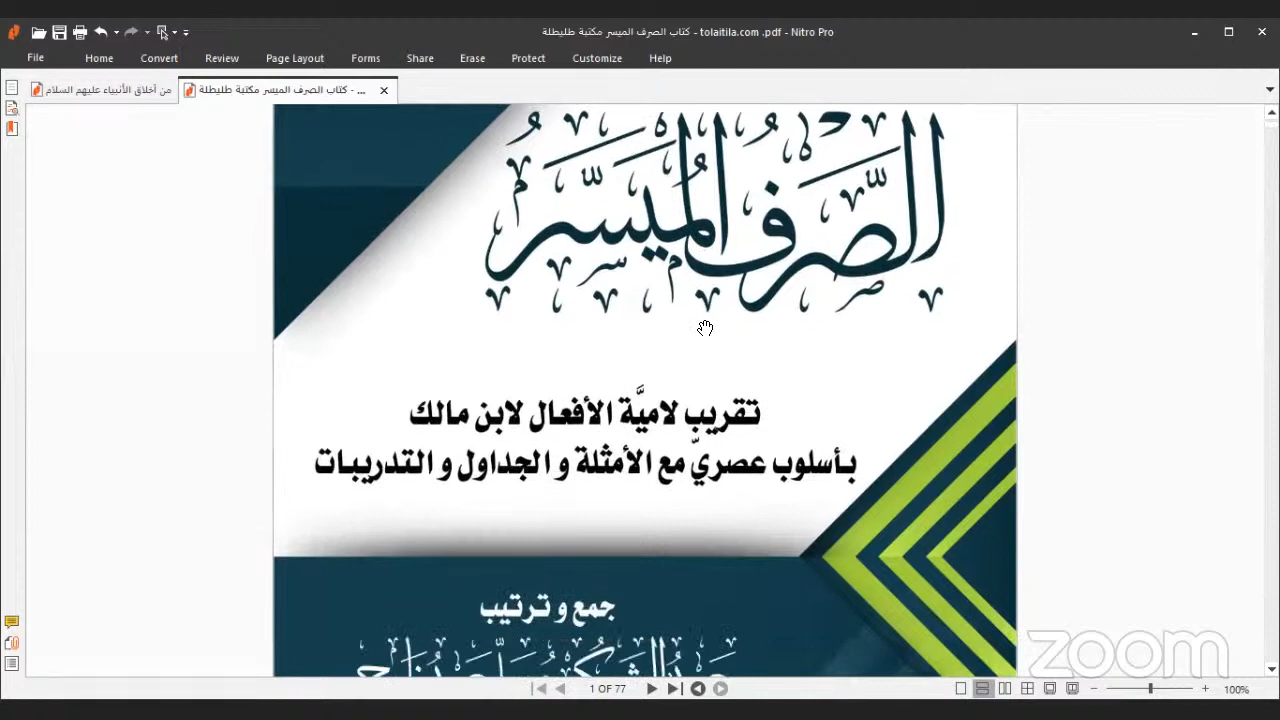 كتاب الصرف الميسر مكتبة طليطلة - tolaitila.com .pdf - Nitro Pro
File Home Convert Review Page Layout Forms Share Erase Protect Customize Help
من أخلاق الأنبياء عليهم السلام
كتاب الصرف الميسر مكتبة طليطلة - ...
الصَّرْفُ الْمُيَسَّرُ
تقريب لاميَّة الأفعال لابن مالك
بأسلوب عصريّ مع الأمثلة و الجداول و التدريبات
جمع و ترتيب
zoom
1 OF 77
100%